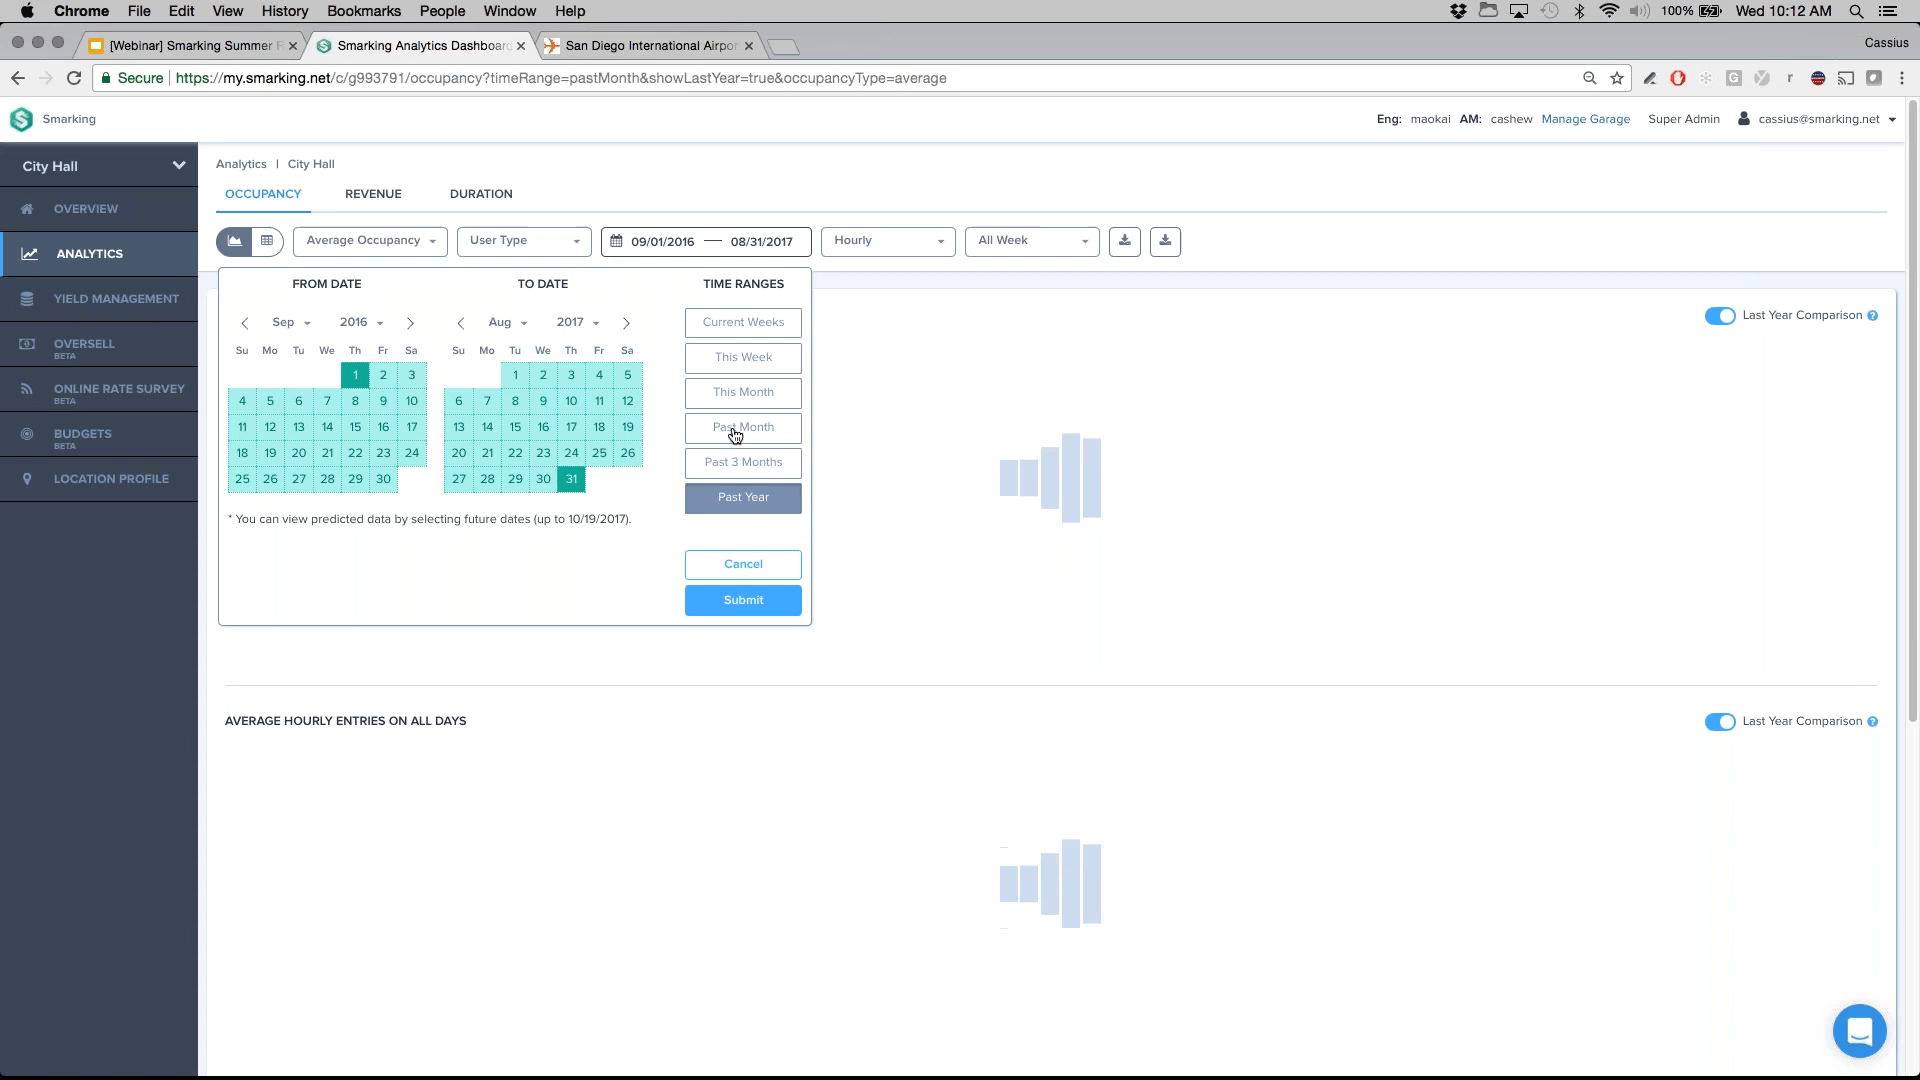 Chrome File Edit View History Bookmarks People Window Help 100% Wed 10:12 AM
[Webinar] Smarking Summer R Smarking Analytics Dashboard San Diego International Airpor Cassius
Secure https://my.smarking.net/c/g993791/occupancy?timeRange=pastMonth&showLastYear=true&occupancyType=average
Smarking Eng: maokai AM: cashew Manage Garage Super Admin cassius@smarking.net
City Hall
OVERVIEW
ANALYTICS
YIELD MANAGEMENT
OVERSELL
BETA
ONLINE RATE SURVEY
BETA
BUDGETS
BETA
LOCATION PROFILE
Analytics | City Hall
OCCUPANCY REVENUE DURATION
Average Occupancy User Type 09/01/2016 — 08/31/2017 Hourly All Week
FROM DATE TO DATE TIME RANGES
Sep 2016 Aug 2017
Su Mo Tu We Th Fr Sa Su Mo Tu We Th Fr Sa
1 2 3 1 2 3 4 5
4 5 6 7 8 9 10 6 7 8 9 10 11 12
11 12 13 14 15 16 17 13 14 15 16 17 18 19
18 19 20 21 22 23 24 20 21 22 23 24 25 26
25 26 27 28 29 30 27 28 29 30 31
* You can view predicted data by selecting future dates (up to 10/19/2017).
Current Weeks
This Week
This Month
Past Month
Past 3 Months
Past Year
Cancel
Submit
Last Year Comparison ?
AVERAGE HOURLY ENTRIES ON ALL DAYS Last Year Comparison ?